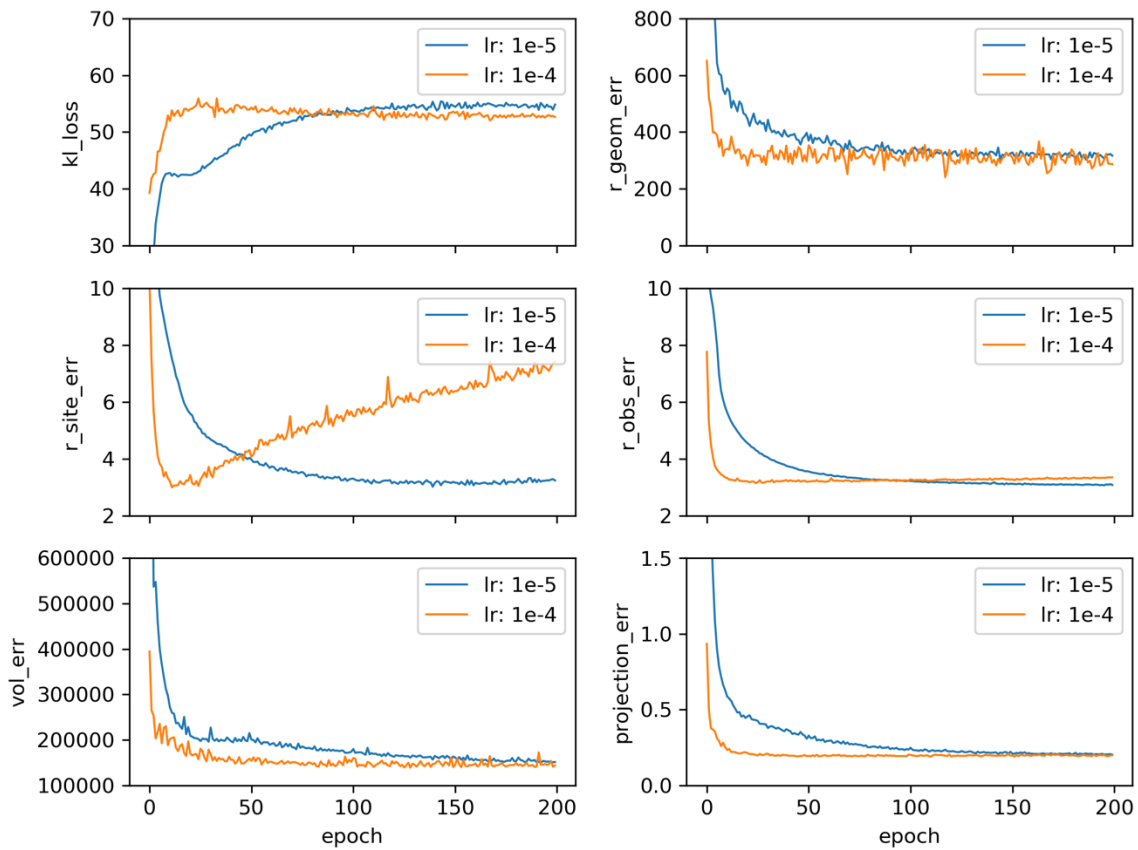 kl_loss
70
60
50
40
30
lr: 1e-5
lr: 1e-4
r_geom_err
800
600
400
200
0
lr: 1e-5
lr: 1e-4
r_site_err
10
8
6
4
2
lr: 1e-5
lr: 1e-4
r_obs_err
10
8
6
4
2
lr: 1e-5
lr: 1e-4
vol_err
600000
500000
400000
300000
200000
100000
lr: 1e-5
lr: 1e-4
0 50 100 150 200
epoch
projection_err
1.5
1.0
0.5
0.0
lr: 1e-5
lr: 1e-4
0 50 100 150 200
epoch